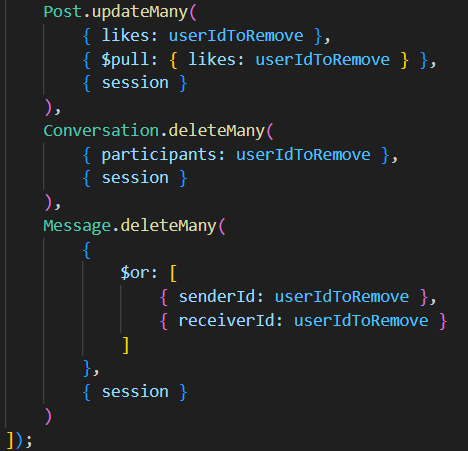 Post.updateMany(
{ likes: userIdToRemove },
{ $pull: { likes: userIdToRemove } },
{ session }
),
Conversation.deleteMany(
{ participants: userIdToRemove },
{ session }
),
Message.deleteMany(
{
$or: [
{ senderId: userIdToRemove },
{ receiverId: userIdToRemove }
]
},
{ session }
)
]);